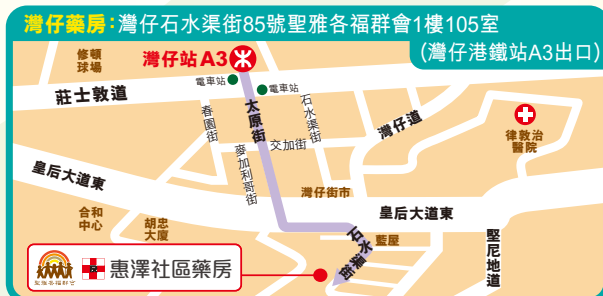 灣仔藥房：灣仔石水渠街85號聖雅各福群會1樓105室
(灣仔港鐵站A3出口)
修頓
球場
灣仔站A3
電車站
電車站
莊士敦道
春園街
太原街
石水渠街
灣仔道
交加街
麥加利哥街
律敦治
醫院
皇后大道東
灣仔街市
合和
中心
胡忠
大廈
皇后大道東
石水渠街
藍屋
堅尼地道
聖雅各福群會
惠澤社區藥房